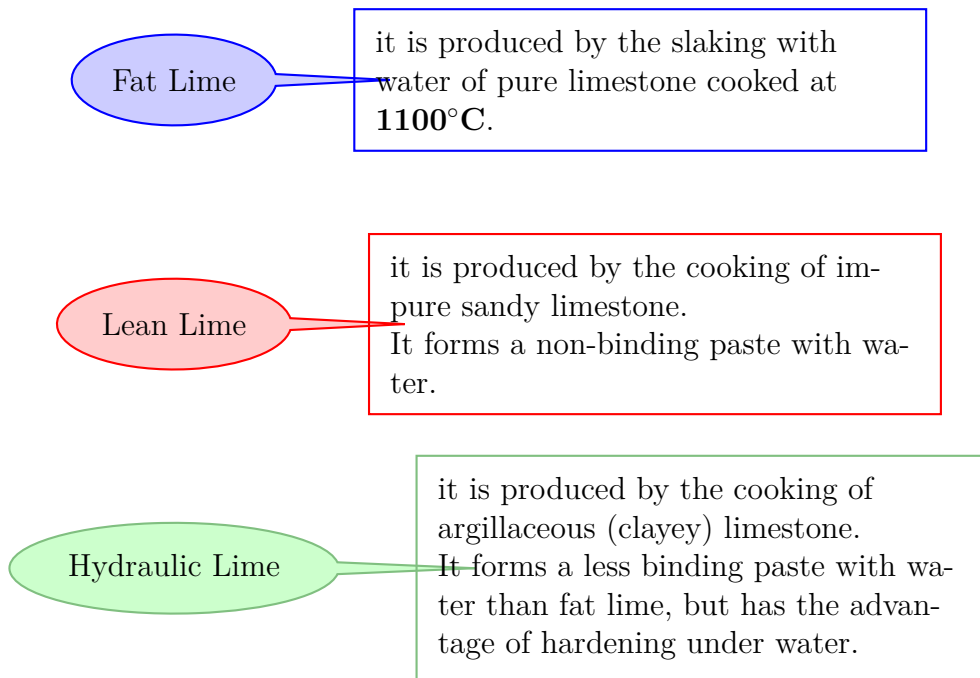 Fat Lime
it is produced by the slaking with
water of pure limestone cooked at
1100°C.
Lean Lime
it is produced by the cooking of im-
pure sandy limestone.
It forms a non-binding paste with wa-
ter.
Hydraulic Lime
it is produced by the cooking of
argillaceous (clayey) limestone.
It forms a less binding paste with wa-
ter than fat lime, but has the advan-
tage of hardening under water.